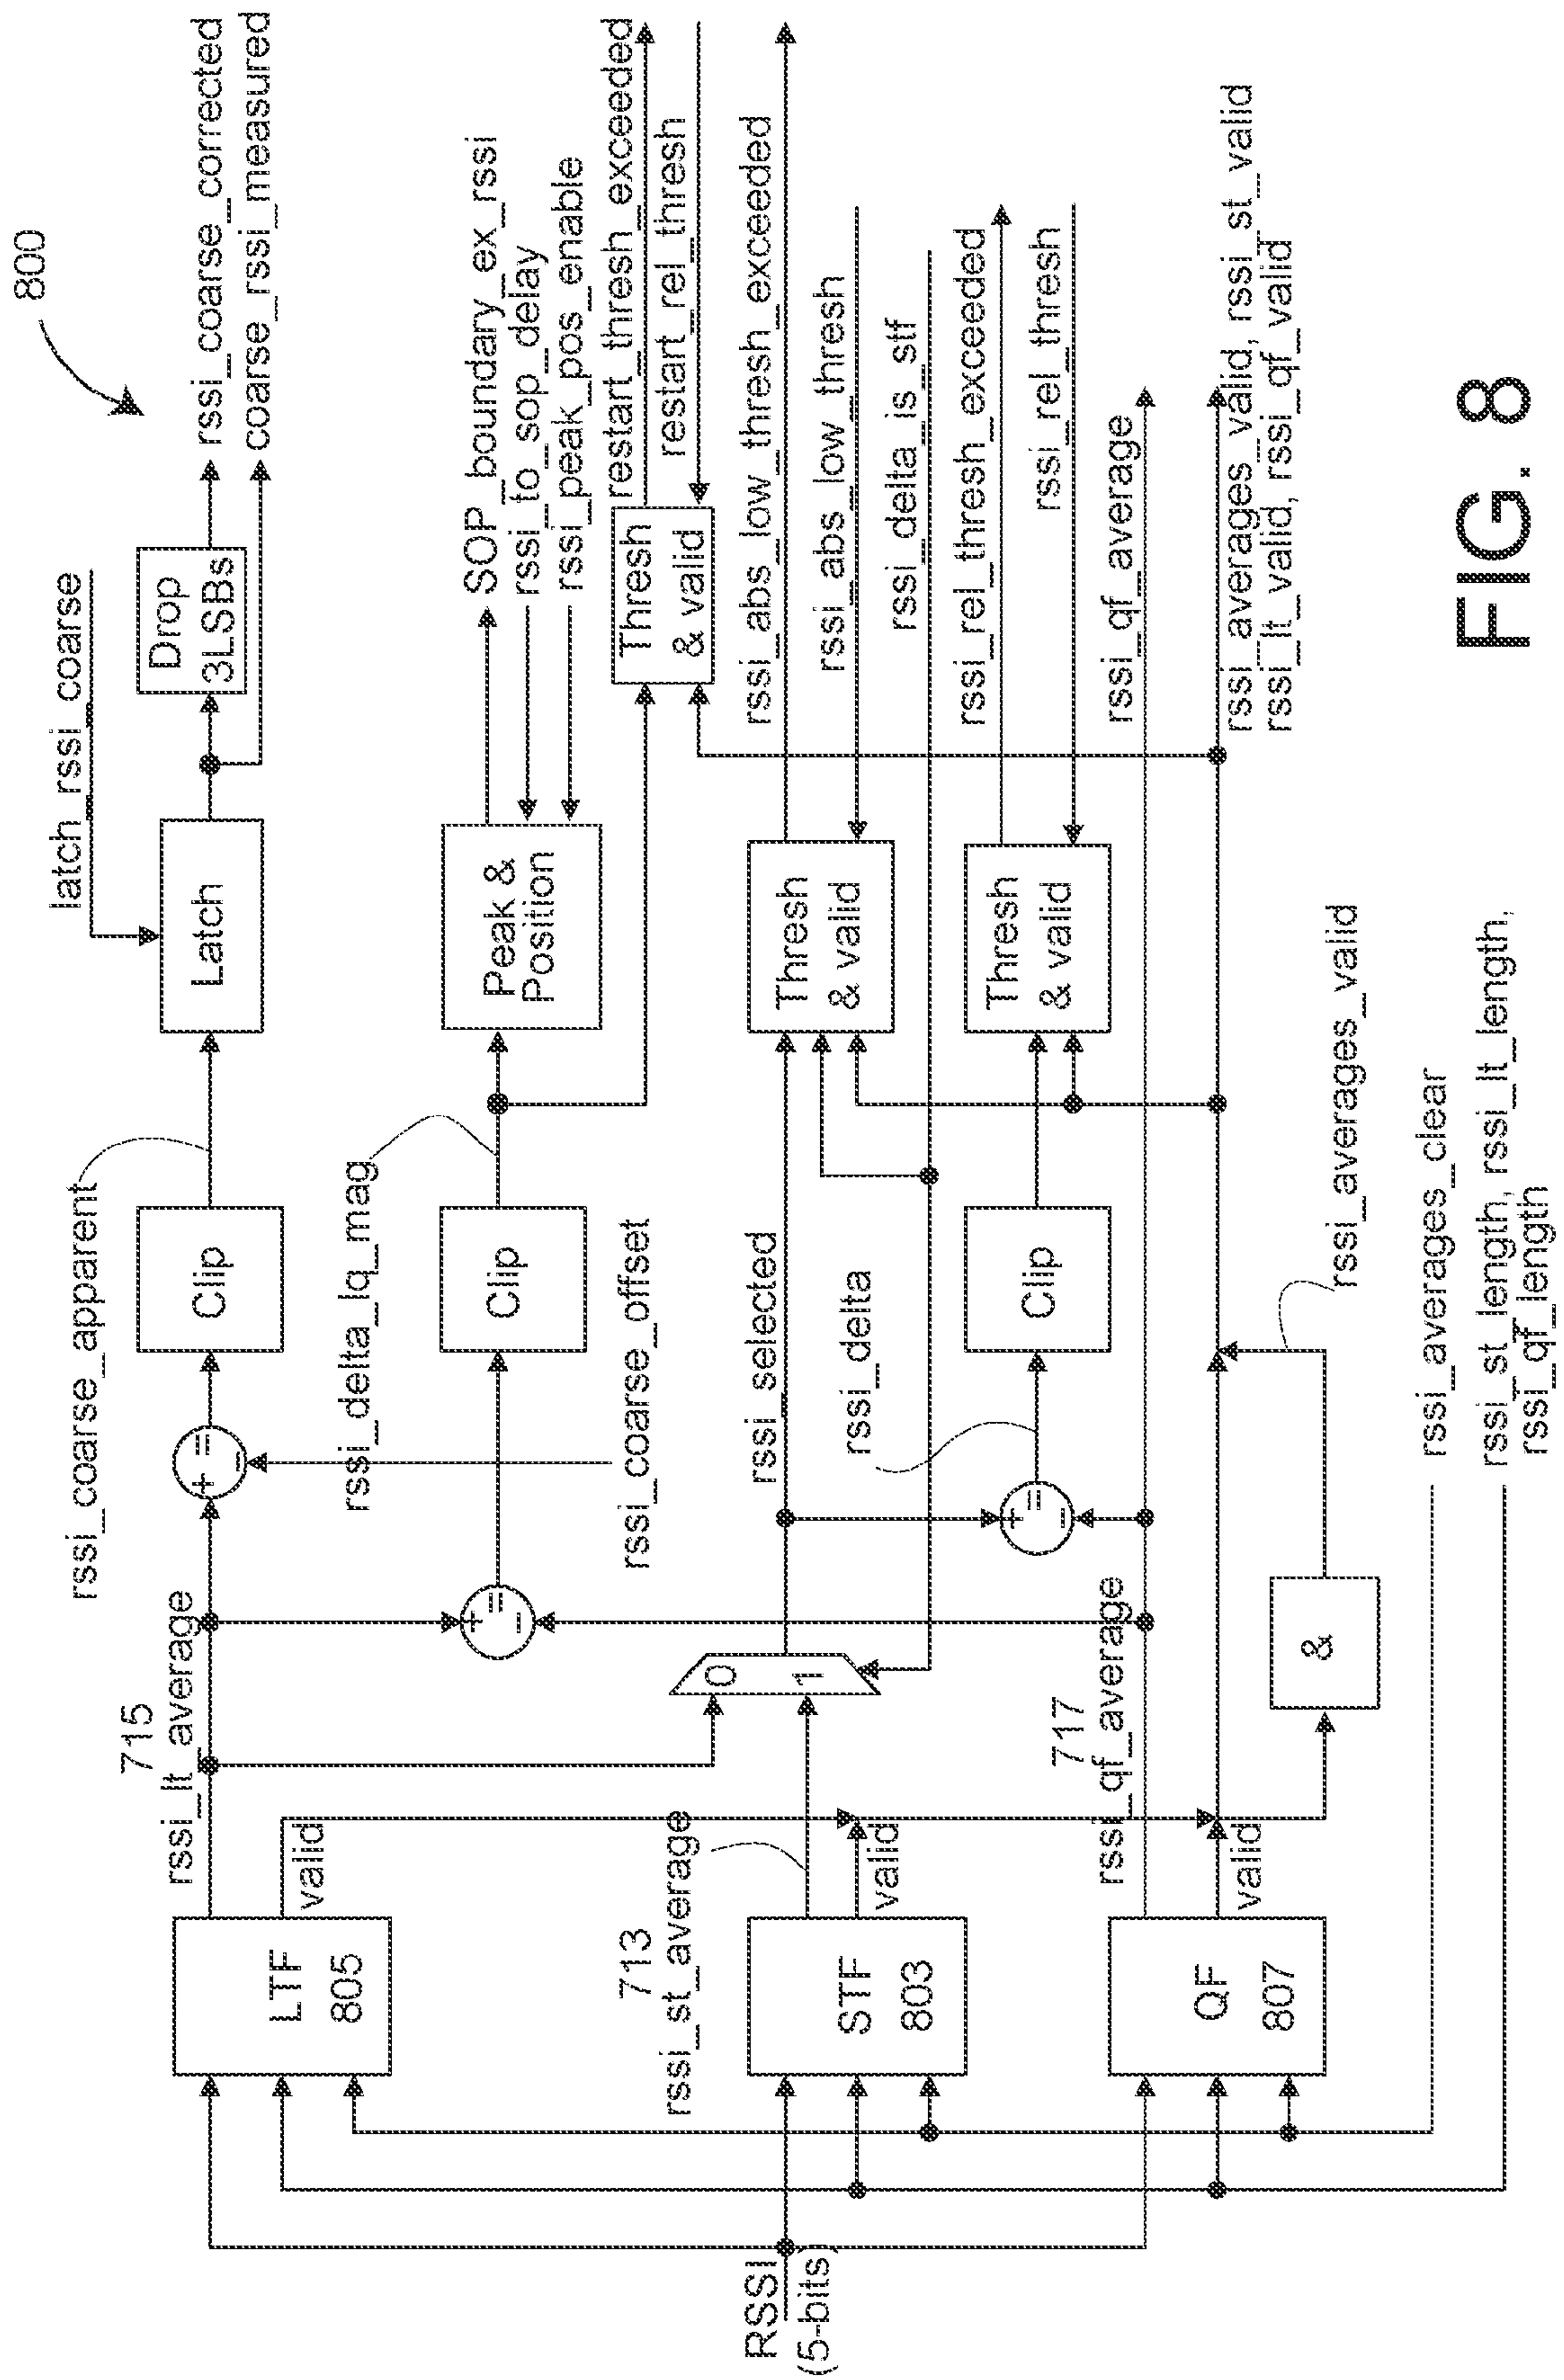 800
latch_rssi_coarse
Drop
3LSBs
rssi_coarse_corrected
coarse_rssi_measured
rssi_coarse_apparent
Clip
Latch
715
rssi_lt_average
LTF
805
valid
rssi_delta_lq_mag
Clip
Peak &
Position
SOP_boundary_ex_rssi
rssi_to_sop_delay
rssi_peak_pos_enable
+
=
−
+
=
−
rssi_coarse_offset
Thresh
& valid
restart_thresh_exceeded
restart_rel_thresh
713
rssi_st_average
0
1
rssi_selected
Thresh
& valid
rssi_abs_low_thresh_exceeded
rssi_abs_low_thresh
rssi_delta_is_stf
RSSI
(5-bits)
STF
803
valid
rssi_delta
+
=
−
Clip
Thresh
& valid
rssi_rel_thresh_exceeded
rssi_rel_thresh
717
rssi_qf_average
rssi_qf_average
QF
807
valid
&
rssi_averages_valid
rssi_averages_valid, rssi_st_valid
rssi_lt_valid, rssi_qf_valid
rssi_averages_clear
rssi_st_length, rssi_lt_length,
rssi_qf_length
FIG. 8